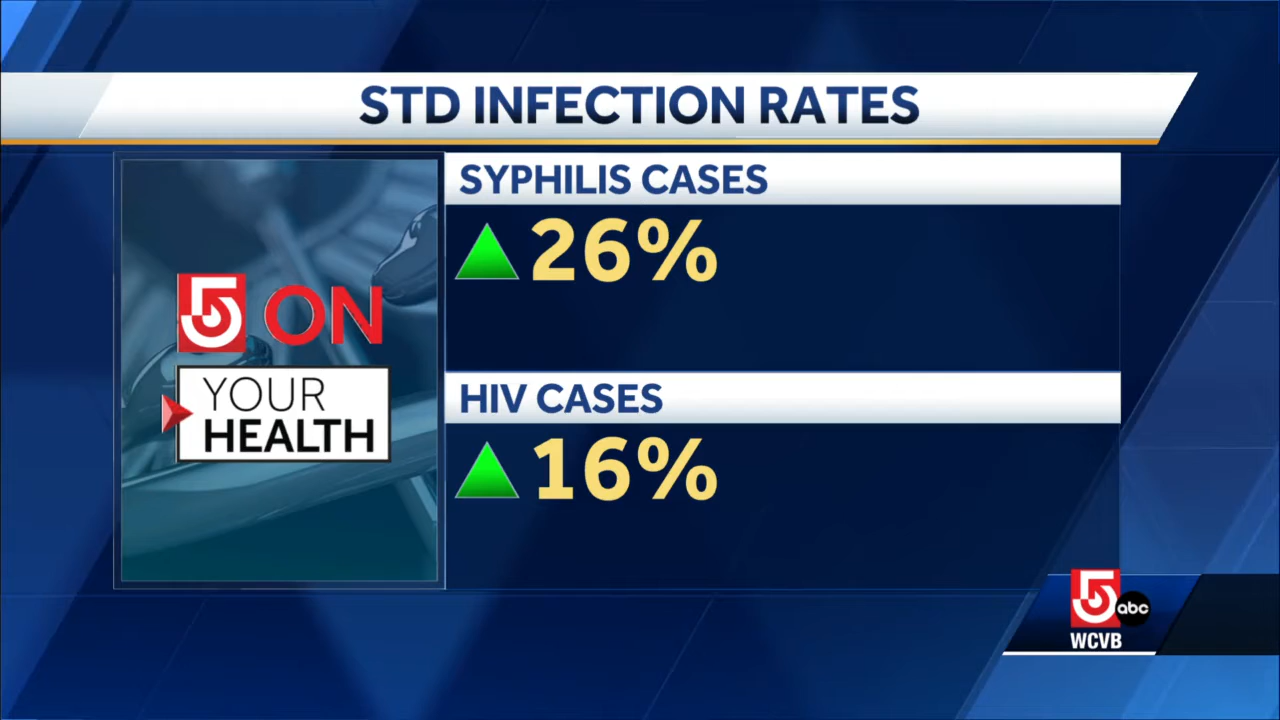 STD INFECTION RATES
5 ON
YOUR
HEALTH
SYPHILIS CASES
26%
HIV CASES
16%
5 abc
WCVB